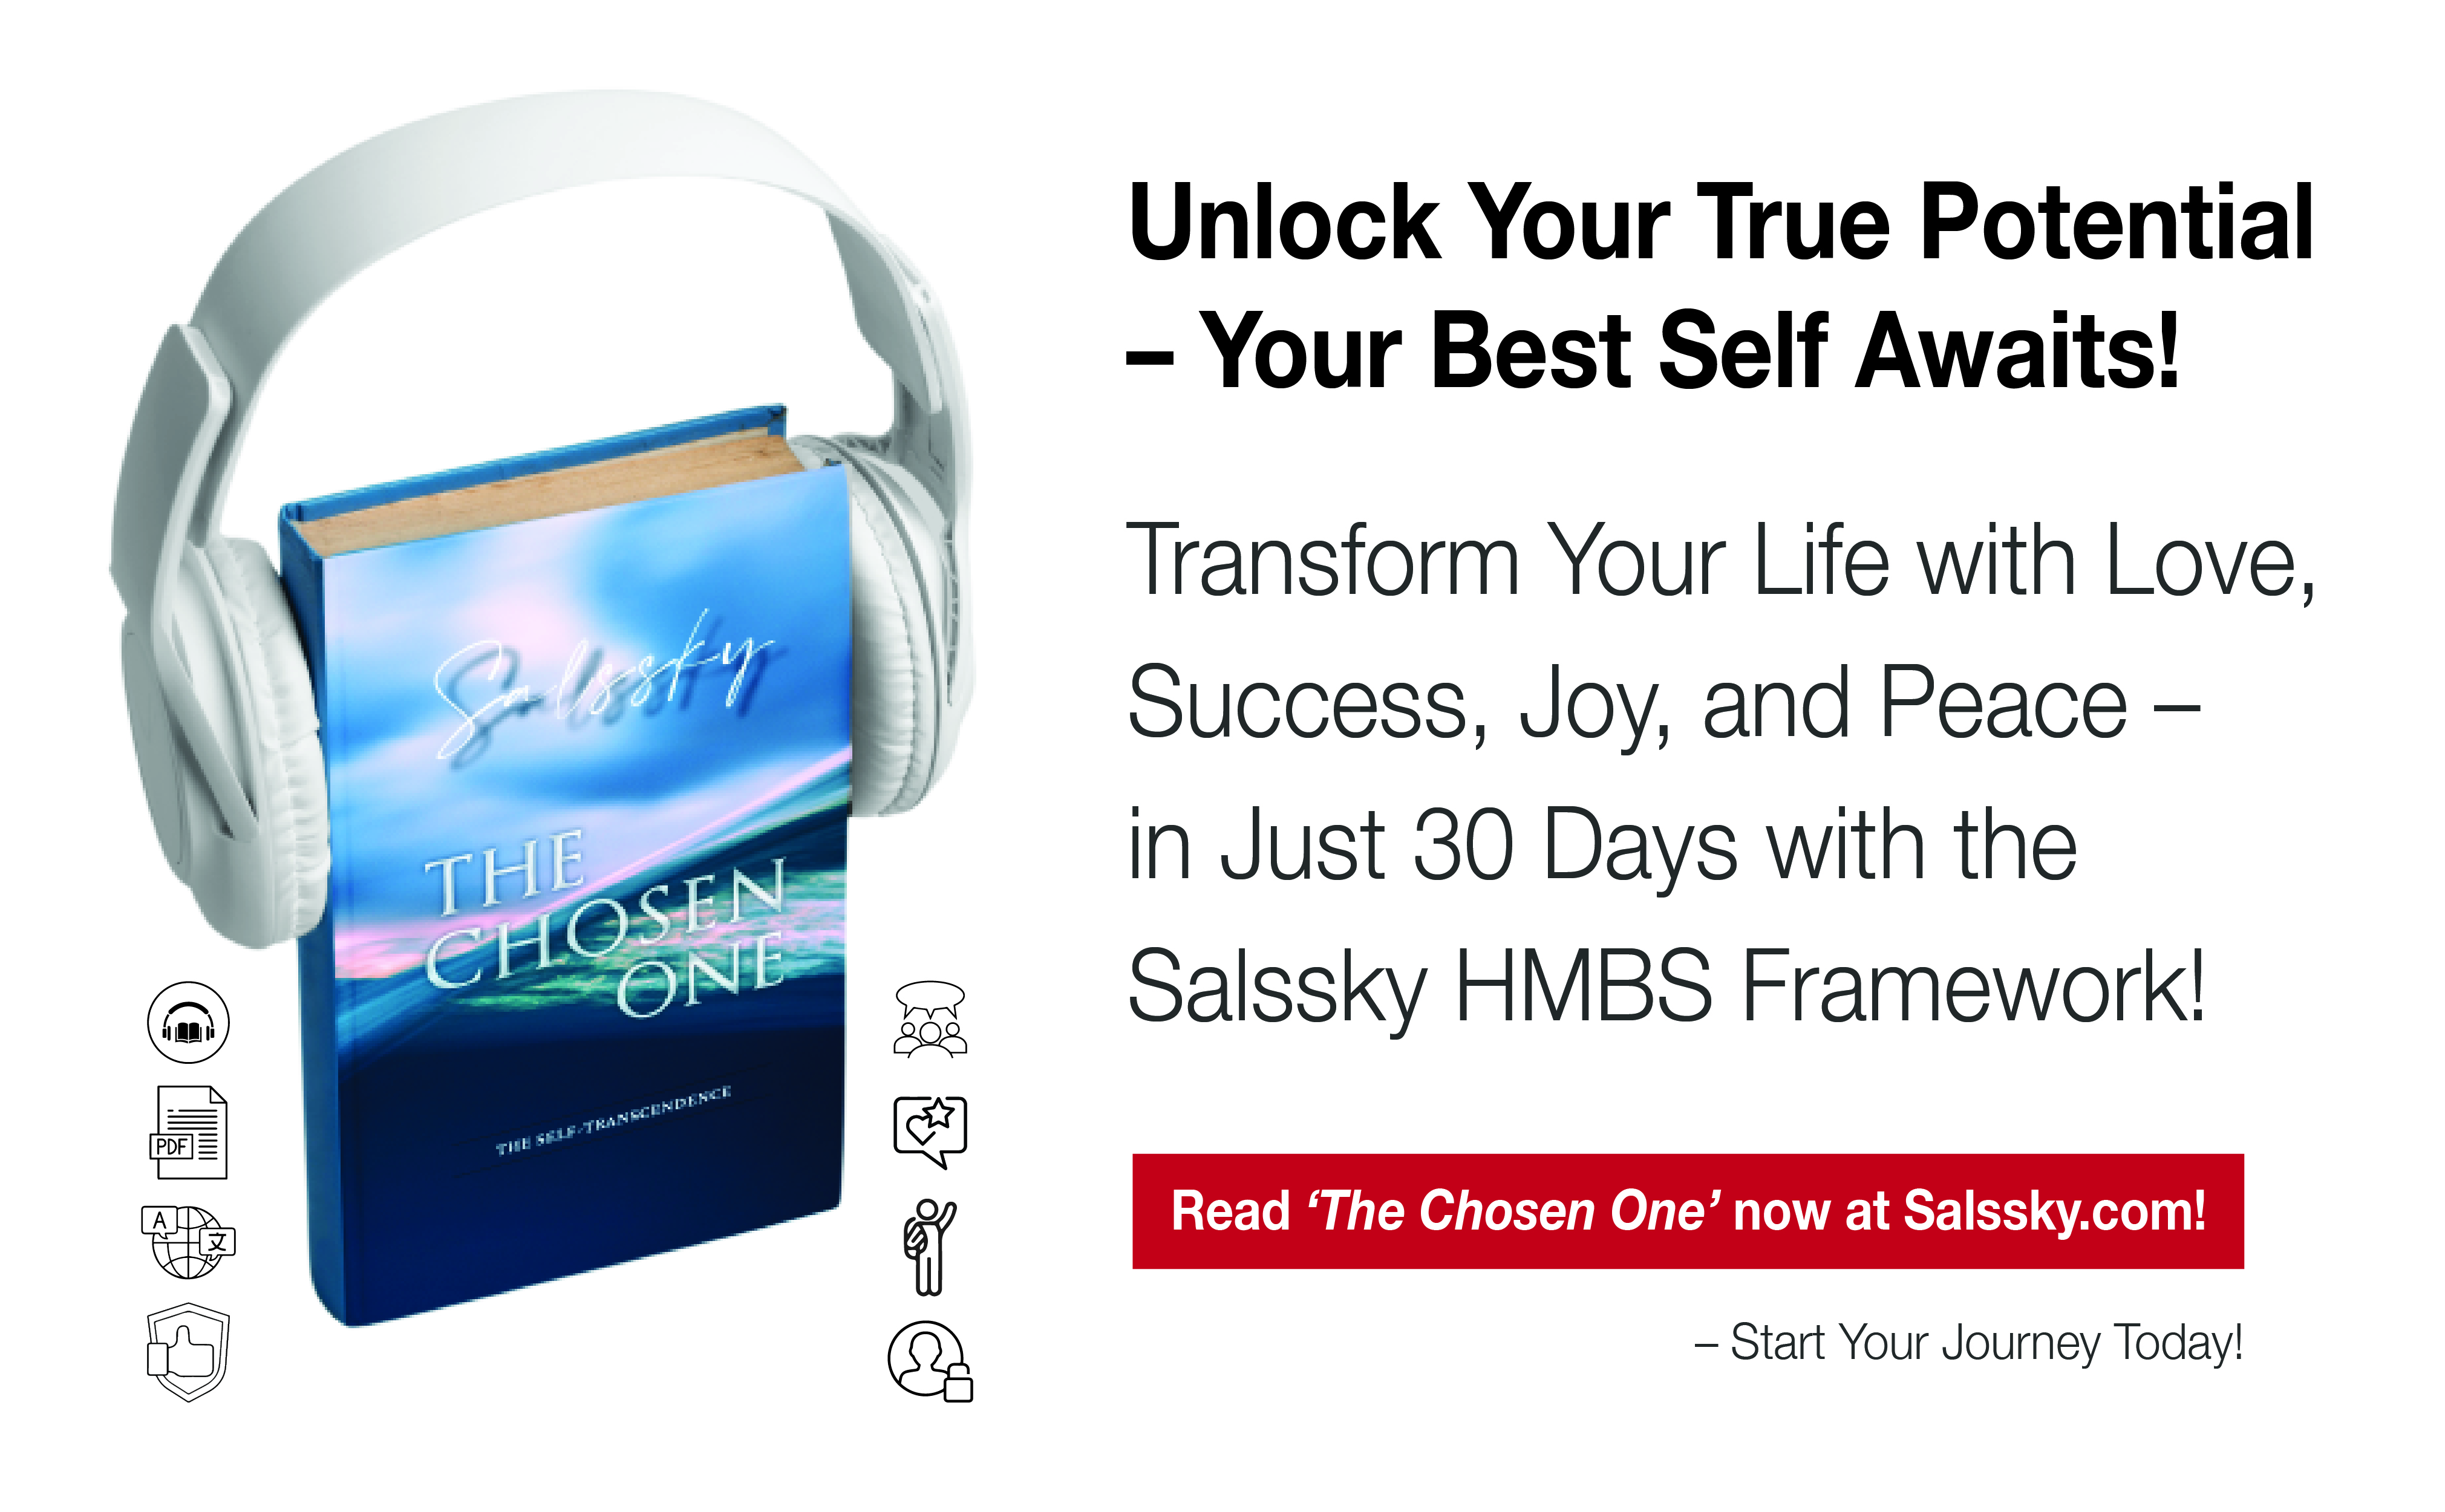 Unlock Your True Potential
– Your Best Self Awaits!
Transform Your Life with Love,
Success, Joy, and Peace –
in Just 30 Days with the
Salssky HMBS Framework!
Read ‘The Chosen One’ now at Salssky.com!
– Start Your Journey Today!
Salssky
THE
CHOSEN
ONE
THE SELF-TRANSCENDENCE
PDF
A
文